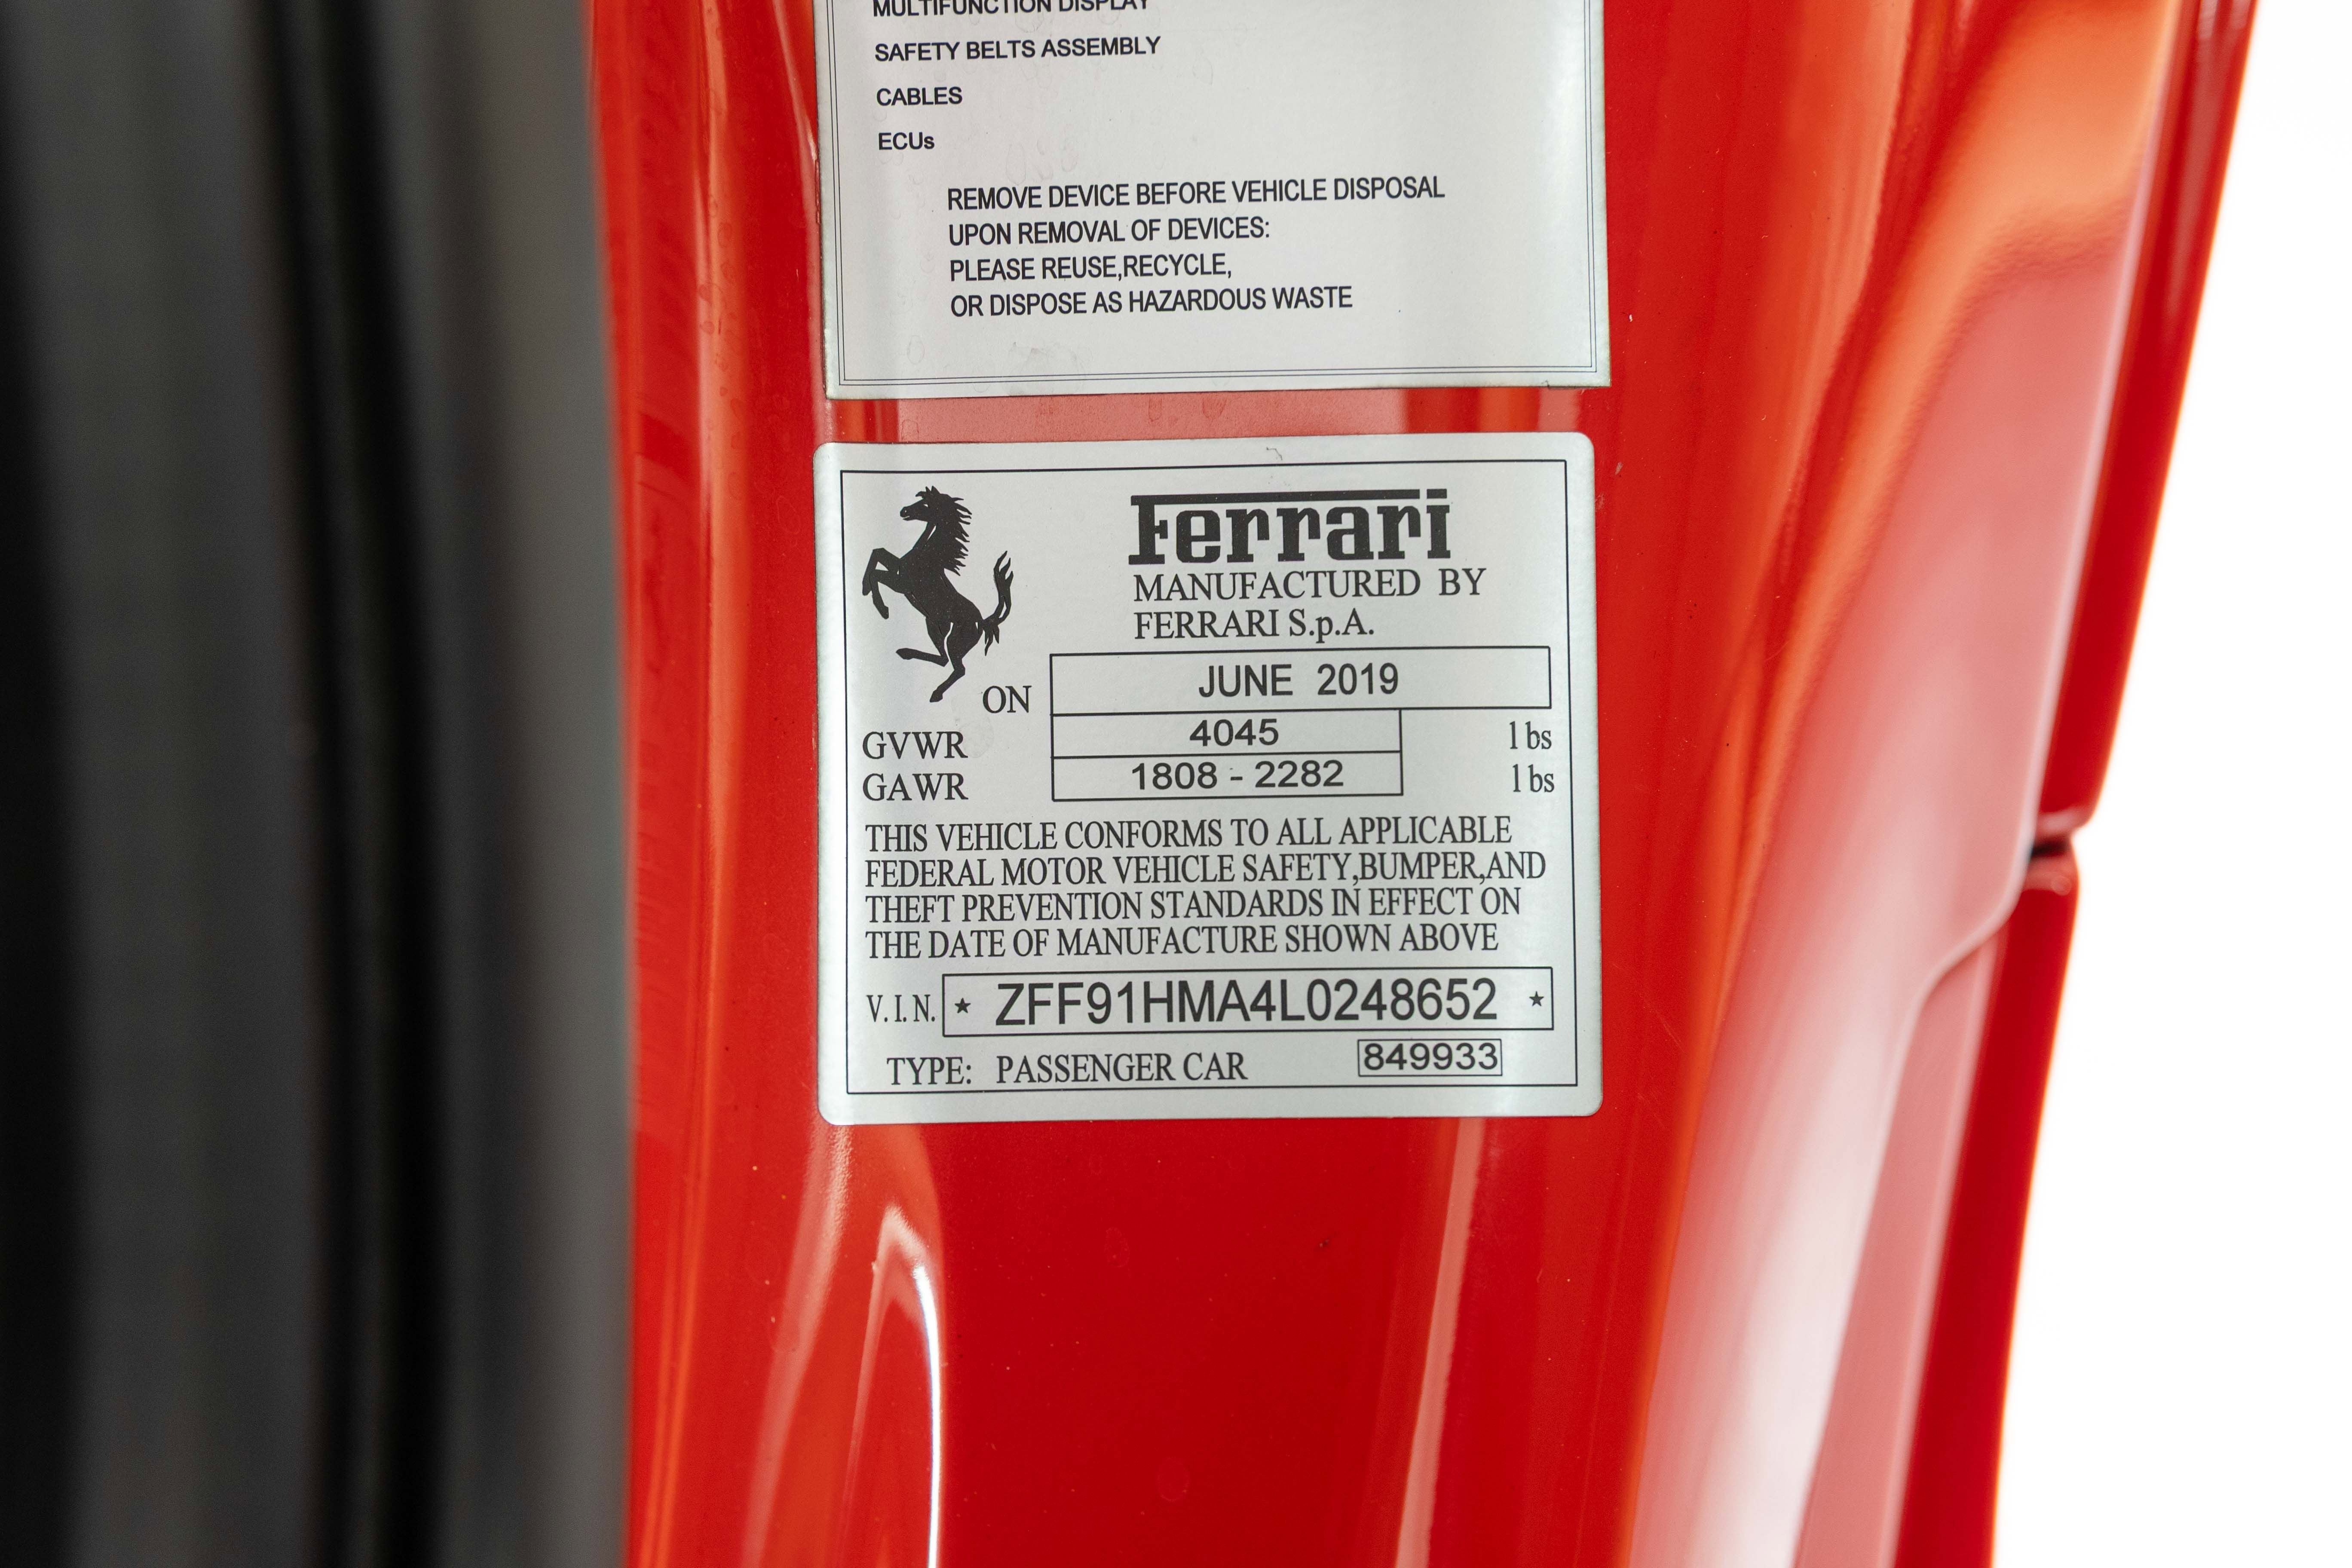 MULTIFUNCTION DISPLAY
SAFETY BELTS ASSEMBLY
CABLES
ECUs
REMOVE DEVICE BEFORE VEHICLE DISPOSAL
UPON REMOVAL OF DEVICES:
PLEASE REUSE,RECYCLE,
OR DISPOSE AS HAZARDOUS WASTE
Ferrari
MANUFACTURED BY
FERRARI S.p.A.
ON JUNE 2019
GVWR 4045 lbs
GAWR 1808 - 2282 lbs
THIS VEHICLE CONFORMS TO ALL APPLICABLE
FEDERAL MOTOR VEHICLE SAFETY,BUMPER,AND
THEFT PREVENTION STANDARDS IN EFFECT ON
THE DATE OF MANUFACTURE SHOWN ABOVE
V.I.N. ★ ZFF91HMA4L0248652 ★
TYPE: PASSENGER CAR 849933